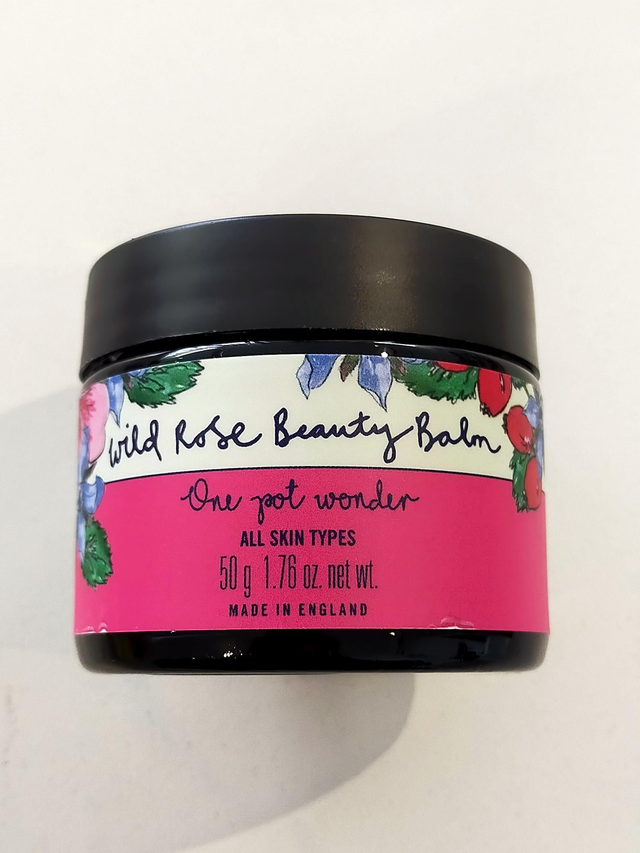 Wild Rose Beauty Balm
One pot wonder
ALL SKIN TYPES
50 g 1.76 oz. net wt.
MADE IN ENGLAND